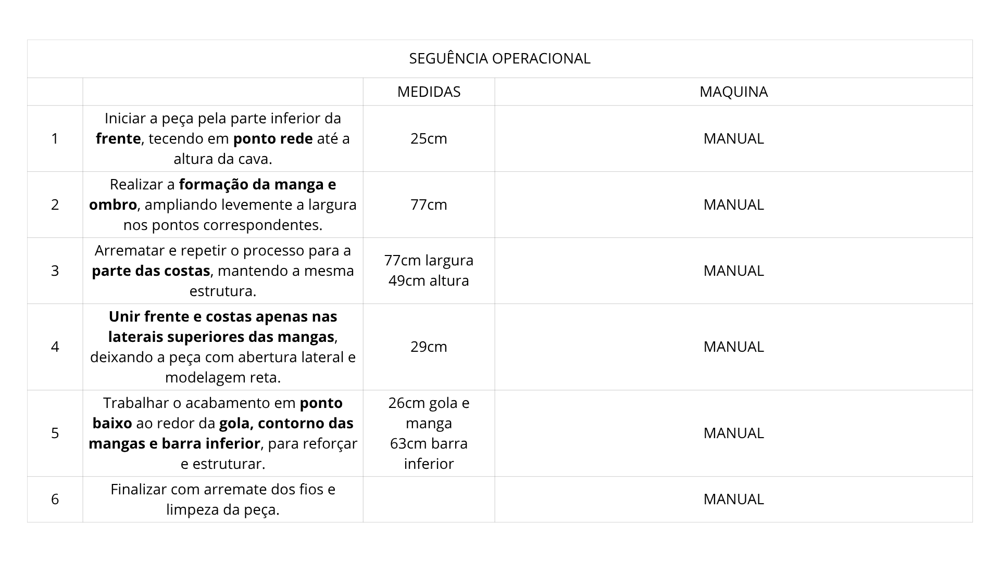 SEGUÊNCIA OPERACIONAL
MEDIDAS
MAQUINA
1
Iniciar a peça pela parte inferior da
frente, tecendo em ponto rede até a
altura da cava.
25cm
MANUAL
2
Realizar a formação da manga e
ombro, ampliando levemente a largura
nos pontos correspondentes.
77cm
MANUAL
3
Arrematar e repetir o processo para a
parte das costas, mantendo a mesma
estrutura.
77cm largura
49cm altura
MANUAL
4
Unir frente e costas apenas nas
laterais superiores das mangas,
deixando a peça com abertura lateral e
modelagem reta.
29cm
MANUAL
5
Trabalhar o acabamento em ponto
baixo ao redor da gola, contorno das
mangas e barra inferior, para reforçar
e estruturar.
26cm gola e
manga
63cm barra
inferior
MANUAL
6
Finalizar com arremate dos fios e
limpeza da peça.
MANUAL